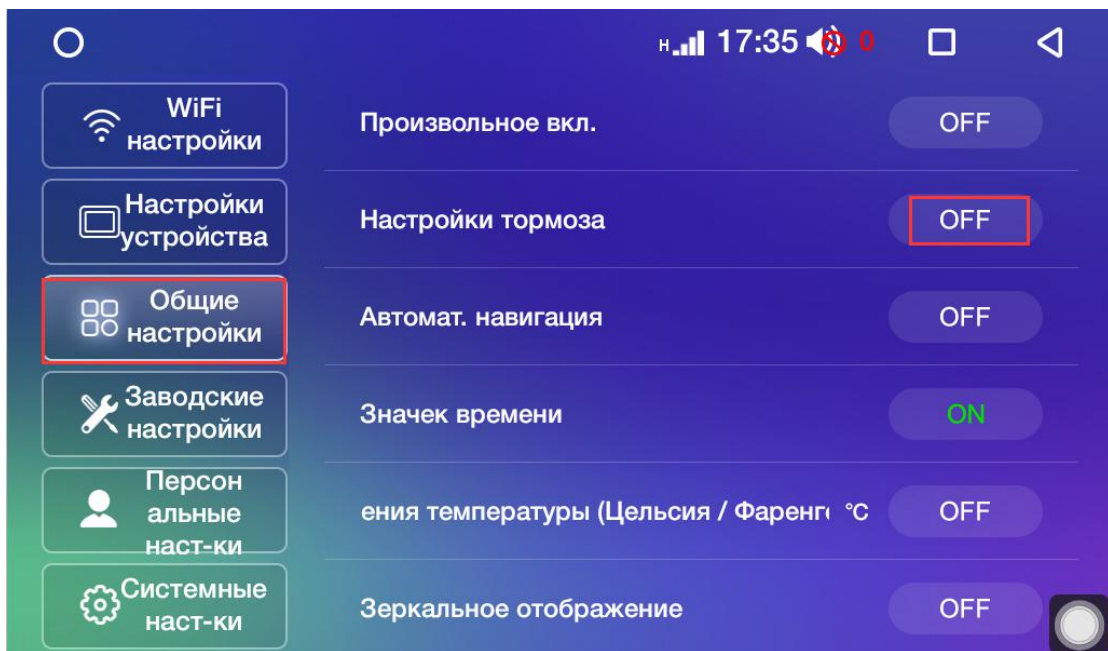 H 17:35 0
WiFi
настройки
Произвольное вкл.
OFF
Настройки
устройства
Настройки тормоза
OFF
Общие
настройки
Автомат. навигация
OFF
Заводские
настройки
Значек времени
ON
Персон
альные
наст-ки
ения температуры (Цельсия / Фаренг °C
OFF
Системные
наст-ки
Зеркальное отображение
OFF